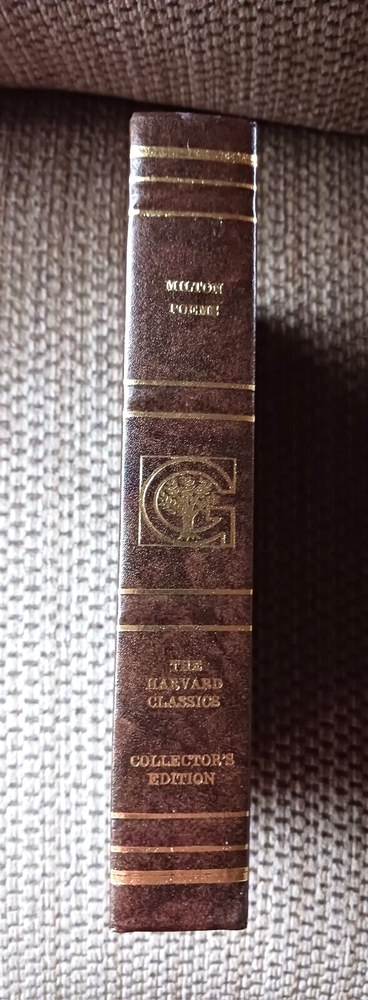 MILTON
POEMS
THE
HARVARD
CLASSICS
COLLECTOR'S
EDITION